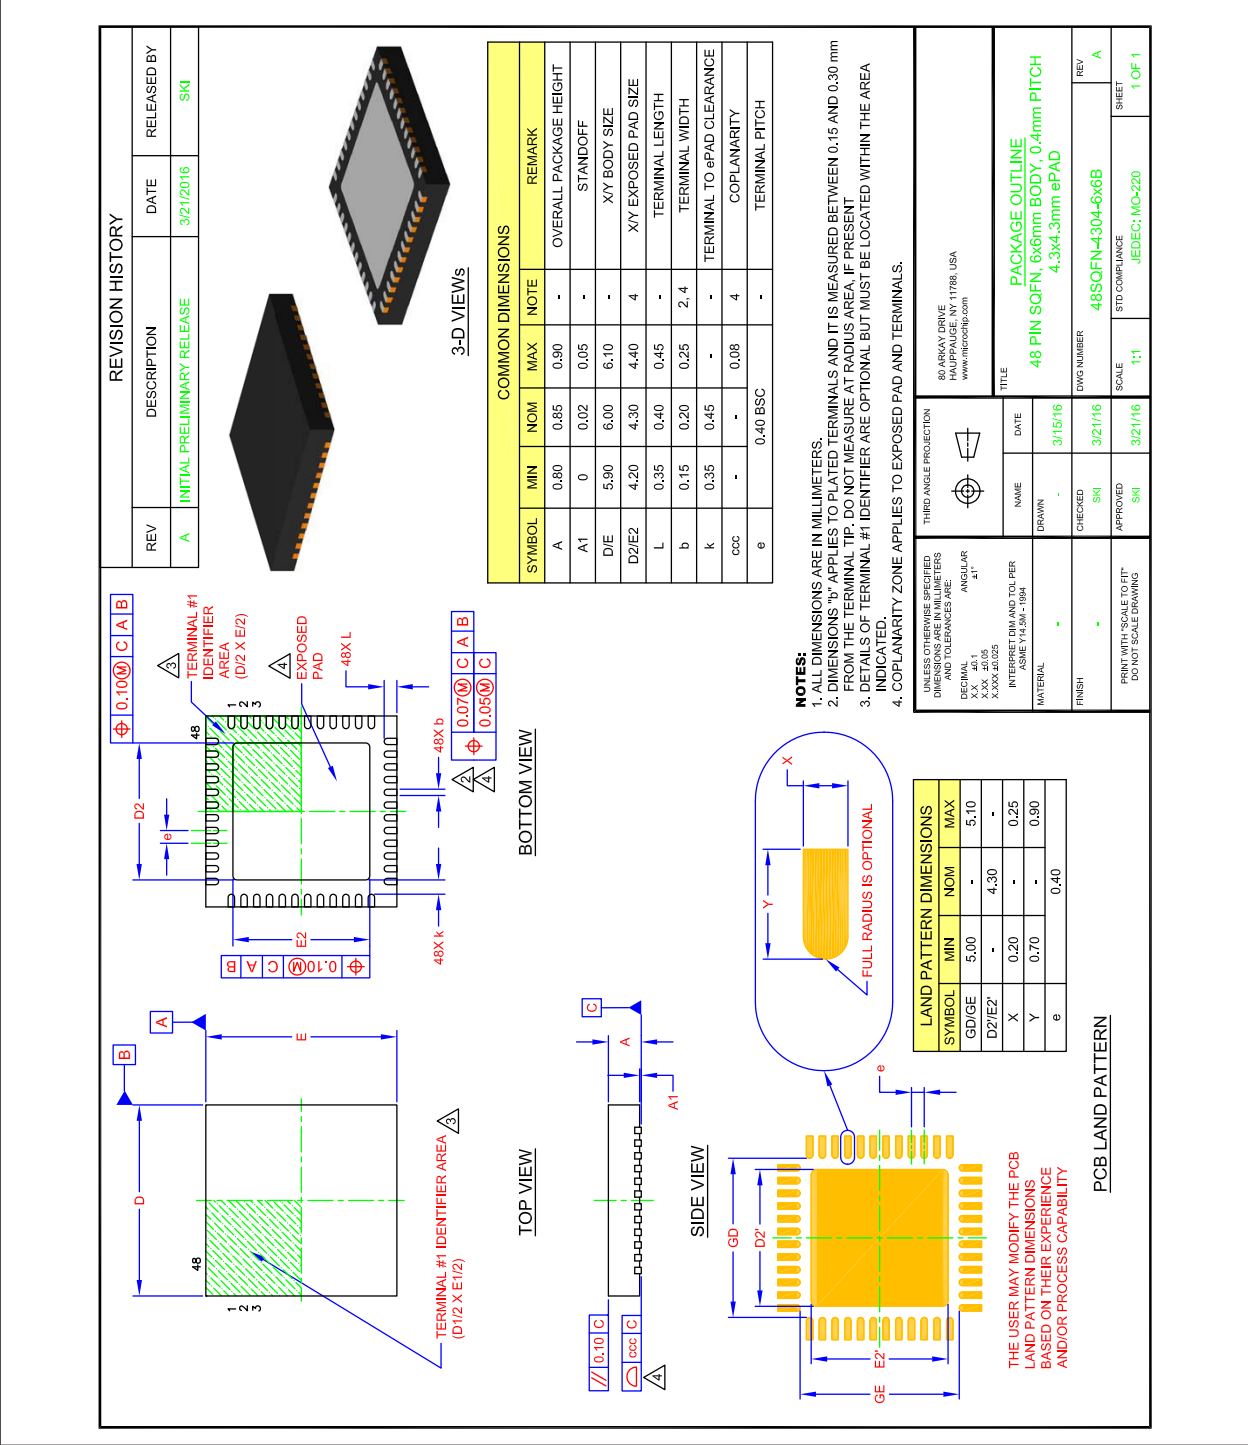 REVISION HISTORY
REV DESCRIPTION DATE RELEASED BY
A INITIAL PRELIMINARY RELEASE 3/21/2016 SKI
D
B
A
E
48
1
2
3
TERMINAL #1 IDENTIFIER AREA
(D1/2 X E1/2)
3
TOP VIEW
D2
e
0.10 M C A B
48
1
2
3
3
TERMINAL #1
IDENTIFIER
AREA
(D/2 X E/2)
4
EXPOSED
PAD
48X L
E2
0.10 M C A B
48X k
48X b
2
4
0.07 M C A B
0.05 M C
BOTTOM VIEW
3-D VIEWs
// 0.10 C
ccc C
4
C
A
A1
SIDE VIEW
COMMON DIMENSIONS
SYMBOL MIN NOM MAX NOTE REMARK
A 0.80 0.85 0.90 - OVERALL PACKAGE HEIGHT
A1 0 0.02 0.05 - STANDOFF
D/E 5.90 6.00 6.10 - X/Y BODY SIZE
D2/E2 4.20 4.30 4.40 4 X/Y EXPOSED PAD SIZE
L 0.35 0.40 0.45 - TERMINAL LENGTH
b 0.15 0.20 0.25 2, 4 TERMINAL WIDTH
k 0.35 0.45 - - TERMINAL TO ePAD CLEARANCE
ccc - - 0.08 4 COPLANARITY
e 0.40 BSC - TERMINAL PITCH
NOTES:
1. ALL DIMENSIONS ARE IN MILLIMETERS.
2. DIMENSIONS "b" APPLIES TO PLATED TERMINALS AND IT IS MEASURED BETWEEN 0.15 AND 0.30 mm
FROM THE TERMINAL TIP. DO NOT MEASURE AT RADIUS AREA, IF PRESENT
3. DETAILS OF TERMINAL #1 IDENTIFIER ARE OPTIONAL BUT MUST BE LOCATED WITHIN THE AREA
INDICATED.
4. COPLANARITY ZONE APPLIES TO EXPOSED PAD AND TERMINALS.
GD
D2'
E2'
GE
e
X
Y
FULL RADIUS IS OPTIONAL
THE USER MAY MODIFY THE PCB
LAND PATTERN DIMENSIONS
BASED ON THEIR EXPERIENCE
AND/OR PROCESS CAPABILITY
PCB LAND PATTERN
LAND PATTERN DIMENSIONS
SYMBOL MIN NOM MAX
GD/GE 5.00 - 5.10
D2'/E2' - 4.30 -
X 0.20 - 0.25
Y 0.70 - 0.90
e 0.40
UNLESS OTHERWISE SPECIFIED
DIMENSIONS ARE IN MILLIMETERS
AND TOLERANCES ARE:
DECIMAL ANGULAR
X.X ±0.1 ±1°
X.XX ±0.05
X.XXX ±0.025
INTERPRET DIM AND TOL PER
ASME Y14.5M - 1994
MATERIAL
-
FINISH
-
PRINT WITH "SCALE TO FIT"
DO NOT SCALE DRAWING
THIRD ANGLE PROJECTION
NAME DATE
DRAWN
- 3/15/16
CHECKED
SKI 3/21/16
APPROVED
SKI 3/21/16
80 ARKAY DRIVE
HAUPPAUGE, NY 11788, USA
www.microchip.com
TITLE
PACKAGE OUTLINE
48 PIN SQFN, 6x6mm BODY, 0.4mm PITCH
4.3x4.3mm ePAD
DWG NUMBER
48SQFN-4304-6x6B
REV
A
SCALE
1:1
STD COMPLIANCE
JEDEC: MO-220
SHEET
1 OF 1